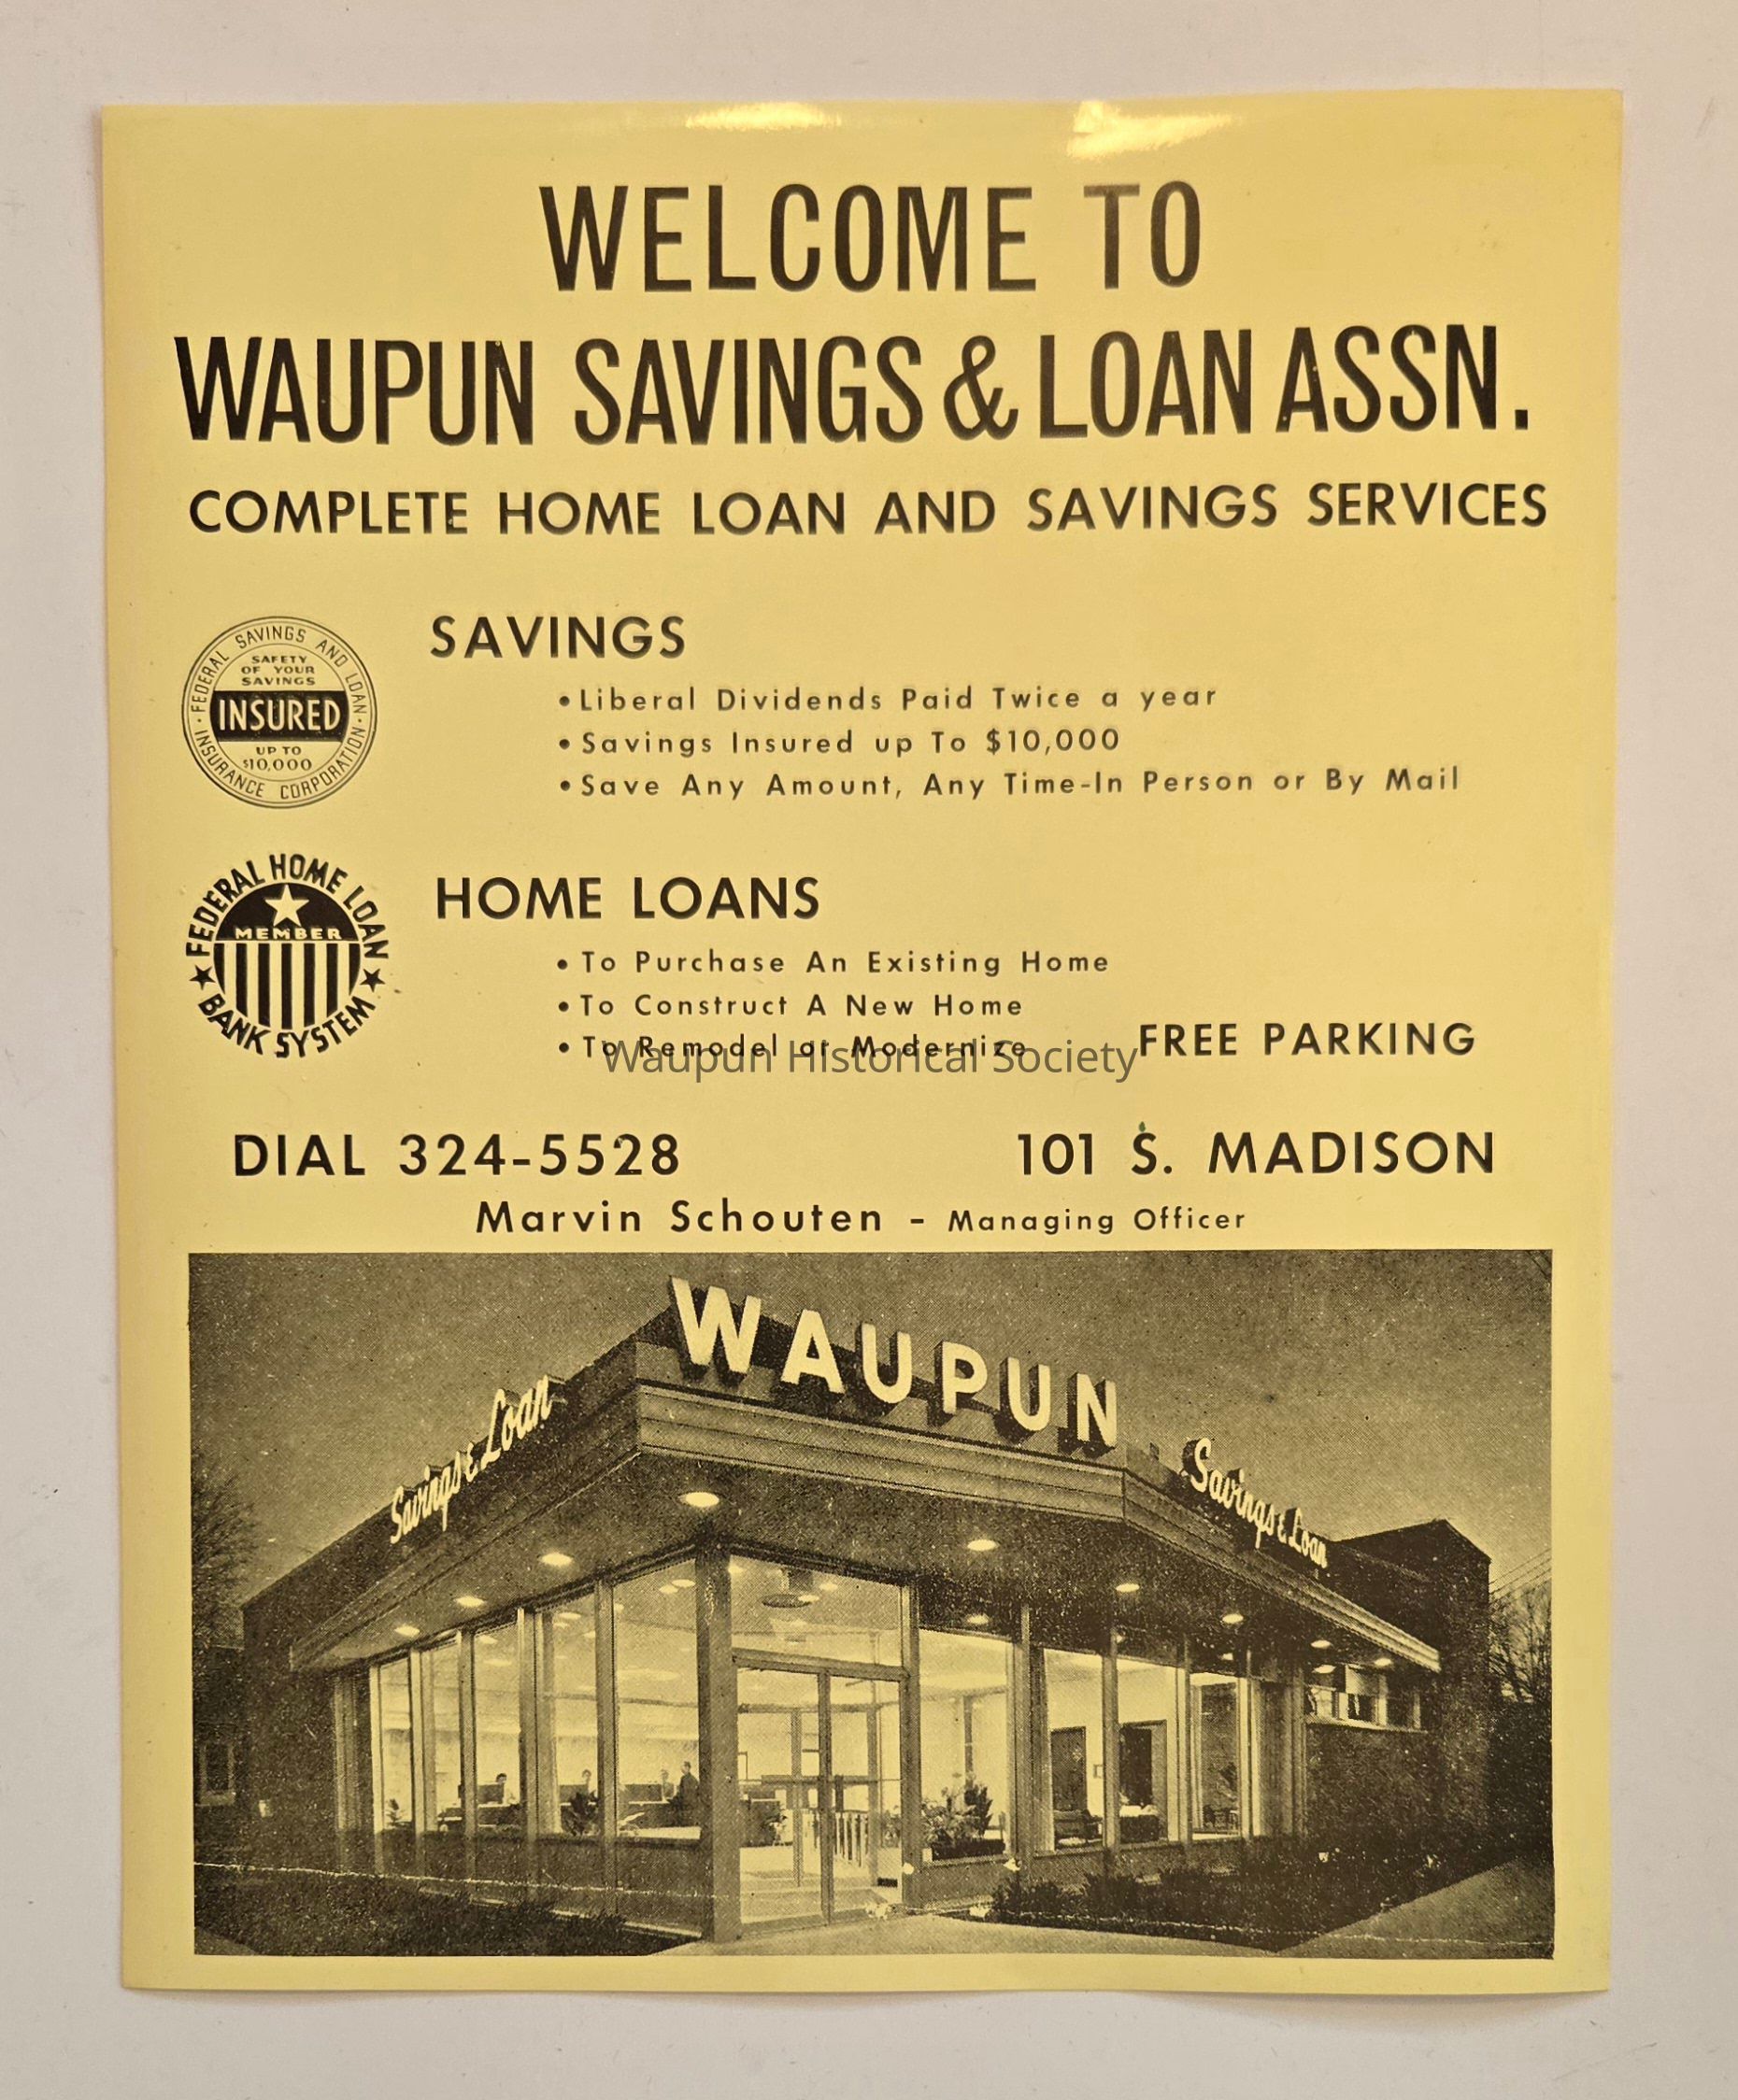 WELCOME TO
WAUPUN SAVINGS & LOAN ASSN.
COMPLETE HOME LOAN AND SAVINGS SERVICES
FEDERAL SAVINGS AND LOAN INSURANCE CORPORATION
SAFETY
OF YOUR
SAVINGS
INSURED
UP TO
$10,000
SAVINGS
• Liberal Dividends Paid Twice a year
• Savings Insured up To $10,000
• Save Any Amount, Any Time-In Person or By Mail
FEDERAL HOME LOAN
MEMBER
BANK SYSTEM
HOME LOANS
• To Purchase An Existing Home
• To Construct A New Home
• To Remodel or Modernize
FREE PARKING
Waupun Historical Society
DIAL 324-5528
101 S. MADISON
Marvin Schouten - Managing Officer
WAUPUN
Savings & Loan
Savings & Loan